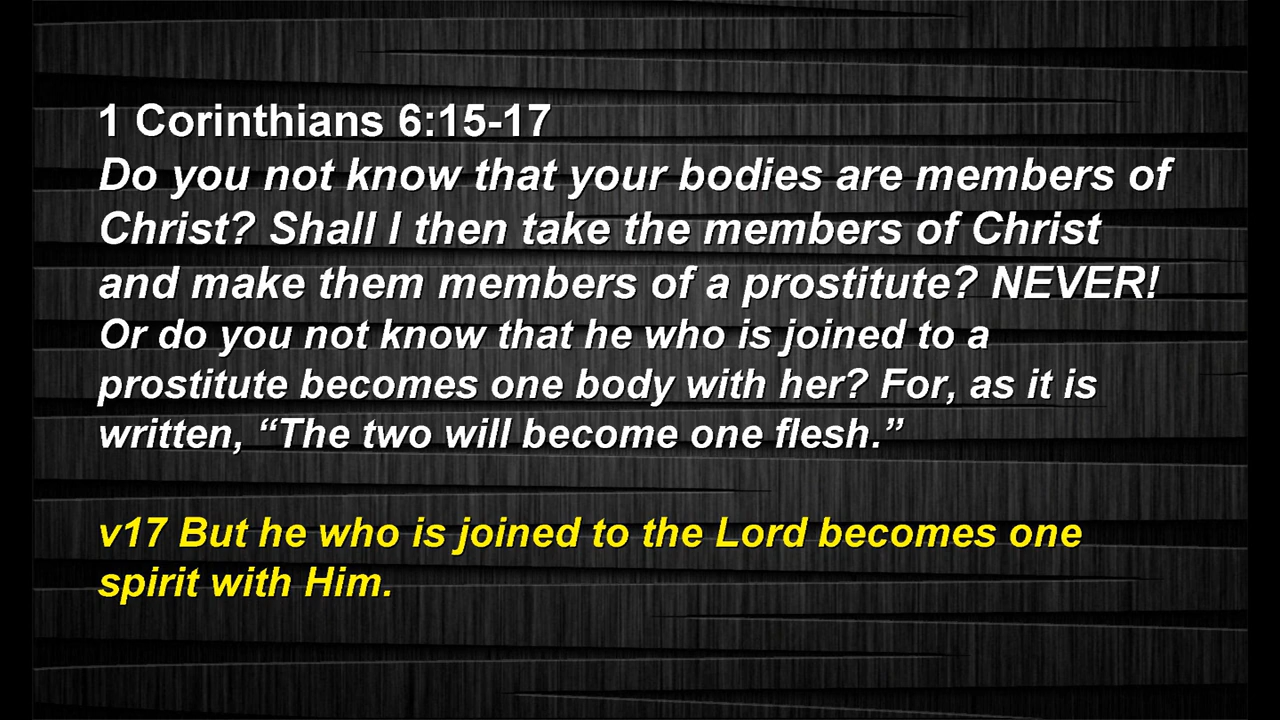 1 Corinthians 6:15-17
Do you not know that your bodies are members of
Christ? Shall I then take the members of Christ
and make them members of a prostitute? NEVER!
Or do you not know that he who is joined to a
prostitute becomes one body with her? For, as it is
written, “The two will become one flesh.”
v17 But he who is joined to the Lord becomes one
spirit with Him.